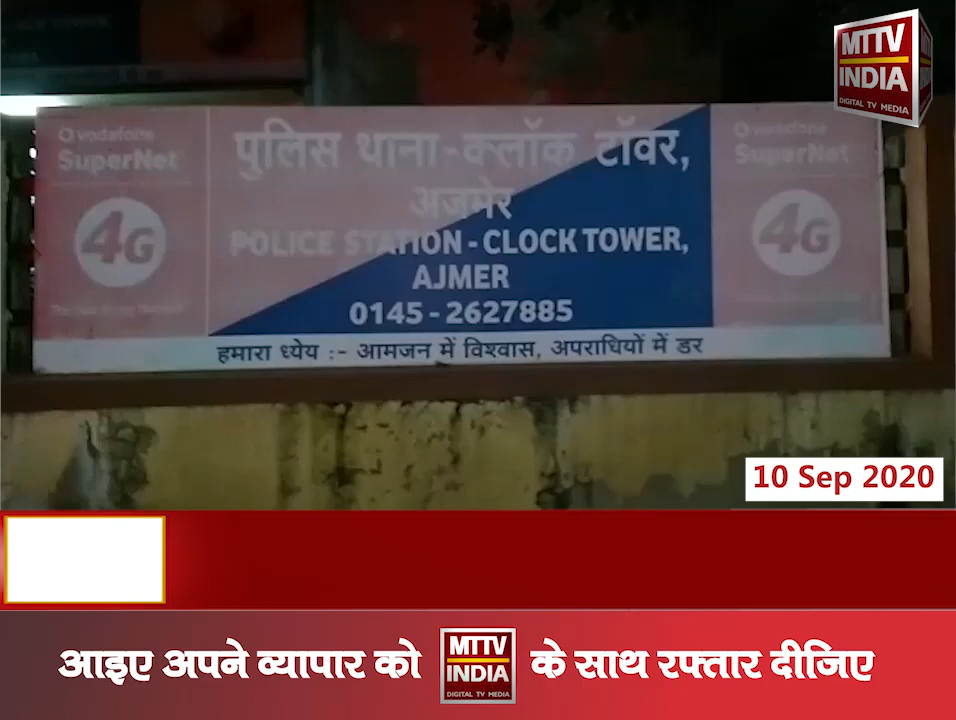 MTTV
INDIA
DIGITAL TV MEDIA
vodafone
SuperNet
4G
पुलिस थाना-क्लॉक टॉवर,
अजमेर
POLICE STATION - CLOCK TOWER,
AJMER
0145 - 2627885
vodafone
SuperNet
4G
हमारा ध्येय :- आमजन में विश्वास, अपराधियों में डर
10 Sep 2020
आइए अपने व्यापार को MTTV INDIA DIGITAL TV MEDIA के साथ रफ्तार दीजिए